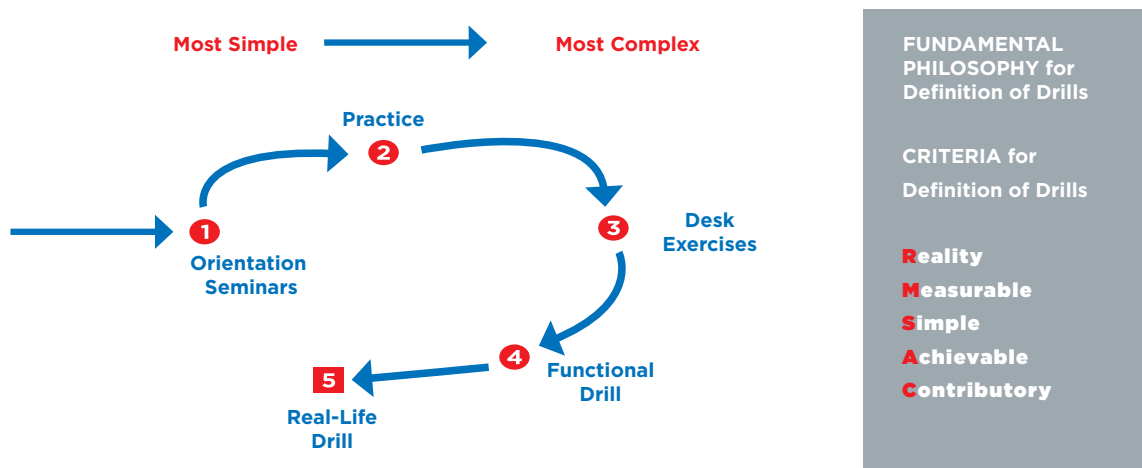 Most Simple
Most Complex
Practice
2
1
Orientation
Seminars
3
Desk
Exercises
4
Functional
Drill
5
Real-Life
Drill
FUNDAMENTAL
PHILOSOPHY for
Definition of Drills
CRITERIA for
Definition of Drills
Reality
Measurable
Simple
Achievable
Contributory